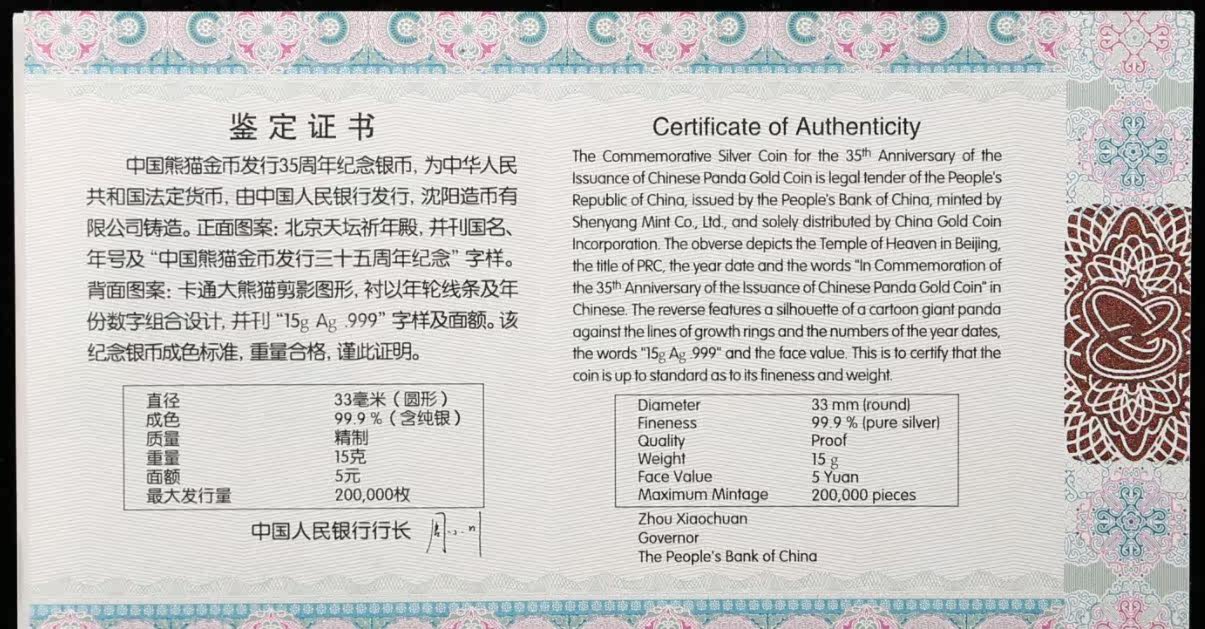 鉴定证书
中国熊猫金币发行35周年纪念银币，为中华人民
共和国法定货币，由中国人民银行发行，沈阳造币有
限公司铸造。正面图案：北京天坛祈年殿，并刊国名、
年号及“中国熊猫金币发行三十五周年纪念”字样。
背面图案：卡通大熊猫剪影图形，衬以年轮线条及年
份数字组合设计，并刊“15g Ag .999”字样及面额。该
纪念银币成色标准，重量合格，谨此证明。
直径 33毫米（圆形）
成色 99.9％（含纯银）
质量 精制
重量 15克
面额 5元
最大发行量 200,000枚
中国人民银行行长
Certificate of Authenticity
The Commemorative Silver Coin for the 35th Anniversary of the
Issuance of Chinese Panda Gold Coin is legal tender of the People's
Republic of China, issued by the People's Bank of China, minted by
Shenyang Mint Co., Ltd., and solely distributed by China Gold Coin
Incorporation. The obverse depicts the Temple of Heaven in Beijing,
the title of PRC, the year date and the words "In Commemoration of
the 35th Anniversary of the Issuance of Chinese Panda Gold Coin" in
Chinese. The reverse features a silhouette of a cartoon giant panda
against the lines of growth rings and the numbers of the year dates,
the words "15g Ag .999" and the face value. This is to certify that the
coin is up to standard as to its fineness and weight.
Diameter 33 mm (round)
Fineness 99.9 % (pure silver)
Quality Proof
Weight 15 g
Face Value 5 Yuan
Maximum Mintage 200,000 pieces
Zhou Xiaochuan
Governor
The People's Bank of China